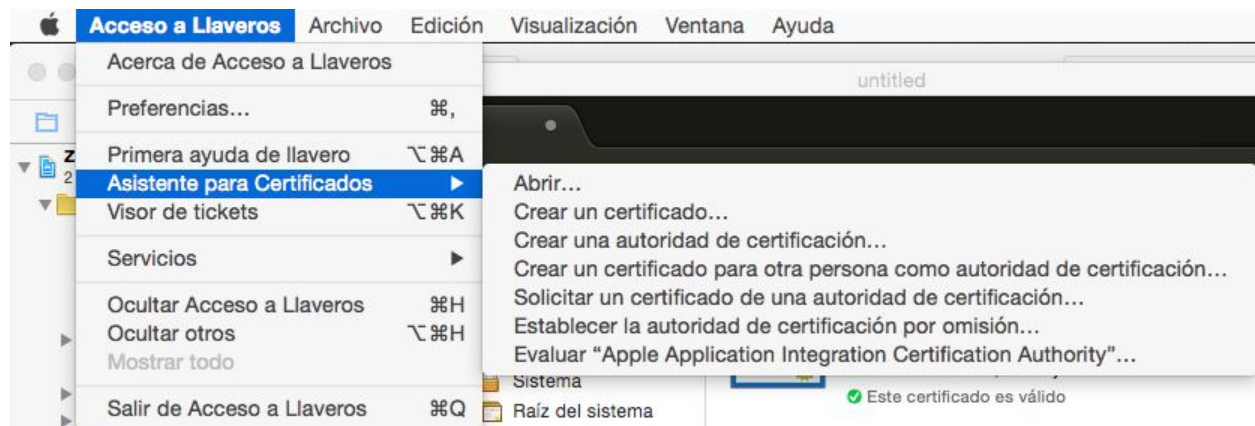 Acceso a Llaveros Archivo Edición Visualización Ventana Ayuda
Acerca de Acceso a Llaveros
untitled
Preferencias... ⌘,
Primera ayuda de llavero ⌥⌘A
Z
2
Asistente para Certificados ▶
Visor de tickets ⌥⌘K
Servicios ▶
Ocultar Acceso a Llaveros ⌘H
Ocultar otros ⌥⌘H
Mostrar todo
Salir de Acceso a Llaveros ⌘Q
Abrir...
Crear un certificado...
Crear una autoridad de certificación...
Crear un certificado para otra persona como autoridad de certificación...
Solicitar un certificado de una autoridad de certificación...
Establecer la autoridad de certificación por omisión...
Evaluar “Apple Application Integration Certification Authority”...
Sistema
Este certificado es válido
Raíz del sistema